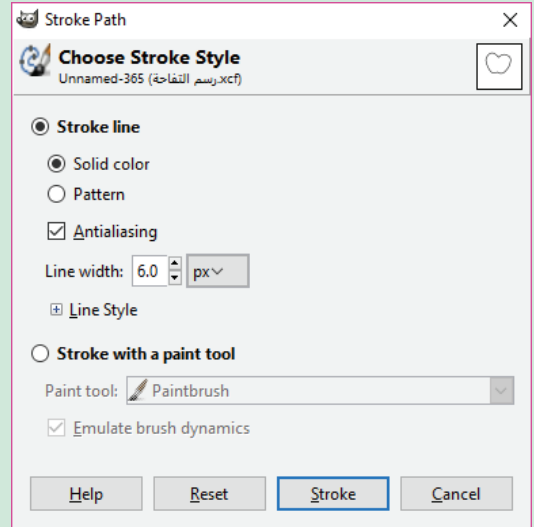 Stroke Path
Choose Stroke Style
Unnamed-365 (رسم التفاحة.xcf)
Stroke line
Solid color
Pattern
Antialiasing
Line width: 6.0 px
Line Style
Stroke with a paint tool
Paint tool: Paintbrush
Emulate brush dynamics
Help Reset Stroke Cancel